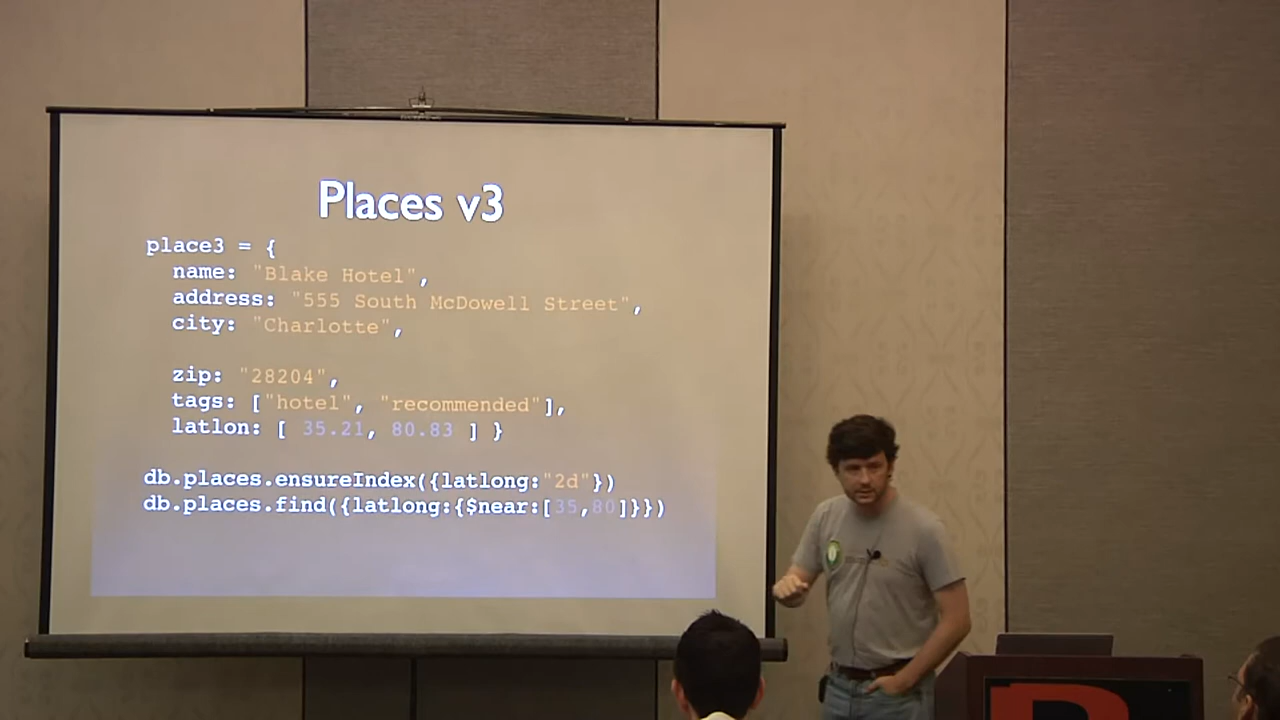 Places v3
place3 = {
name: "Blake Hotel",
address: "555 South McDowell Street",
city: "Charlotte",
zip: "28204",
tags: ["hotel", "recommended"],
latlon: [ 35.21, 80.83 ] }
db.places.ensureIndex({latlong:"2d"})
db.places.find({latlong:{$near:[35,80]}})